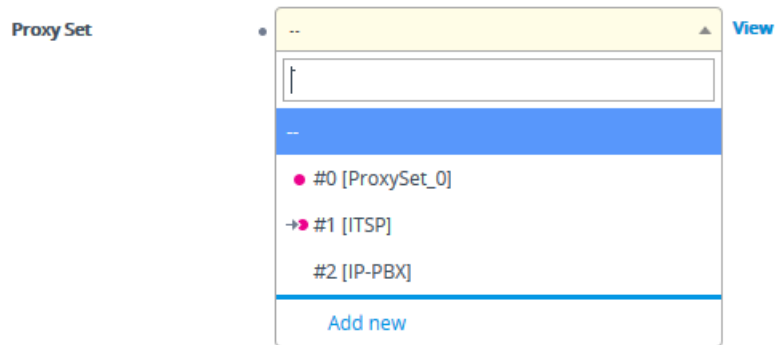 Proxy Set
--
View
--
#0 [ProxySet_0]
#1 [ITSP]
#2 [IP-PBX]
Add new